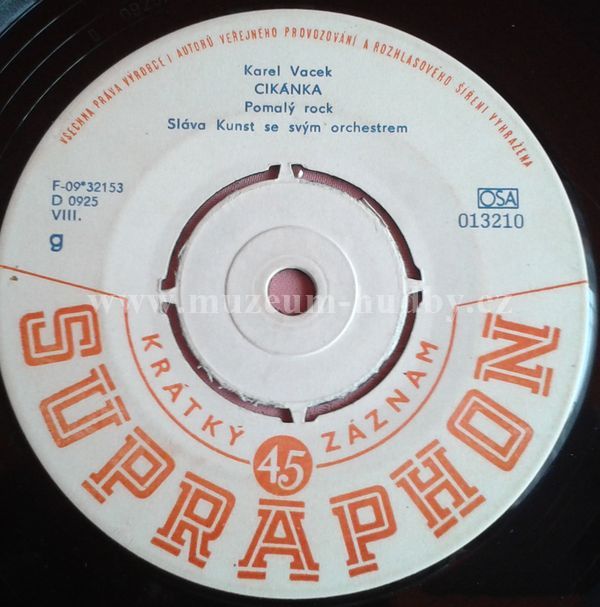 VŠECHNA PRÁVA VÝROBCE I AUTORŮ VEŘEJNÉHO PROVOZOVÁNÍ A ROZHLASOVÉHO ŠÍŘENÍ VYHRAŽENA
Karel Vacek
CIKÁNKA
Pomalý rock
Sláva Kunst se svým orchestrem
F-09*32153
D 0925
VIII.
g
OSA
013210
www.muzeum-hudby.cz
KRÁTKÝ 45 ZÁZNAM
SUPRAPHON